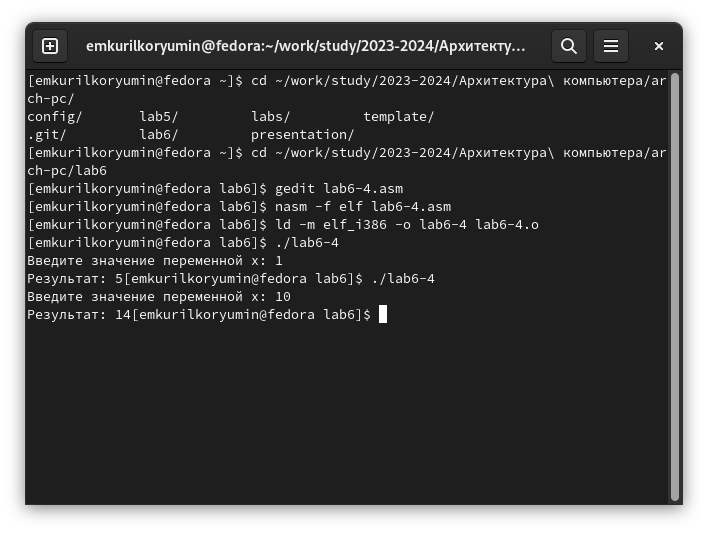 emkurilkoryumin@fedora:~/work/study/2023-2024/Архитекту...
[emkurilkoryumin@fedora ~]$ cd ~/work/study/2023-2024/Архитектура\ компьютера/ar
ch-pc/
config/ lab5/ labs/ template/
.git/ lab6/ presentation/
[emkurilkoryumin@fedora ~]$ cd ~/work/study/2023-2024/Архитектура\ компьютера/ar
ch-pc/lab6
[emkurilkoryumin@fedora lab6]$ gedit lab6-4.asm
[emkurilkoryumin@fedora lab6]$ nasm -f elf lab6-4.asm
[emkurilkoryumin@fedora lab6]$ ld -m elf_i386 -o lab6-4 lab6-4.o
[emkurilkoryumin@fedora lab6]$ ./lab6-4
Введите значение переменной x: 1
Результат: 5[emkurilkoryumin@fedora lab6]$ ./lab6-4
Введите значение переменной x: 10
Результат: 14[emkurilkoryumin@fedora lab6]$